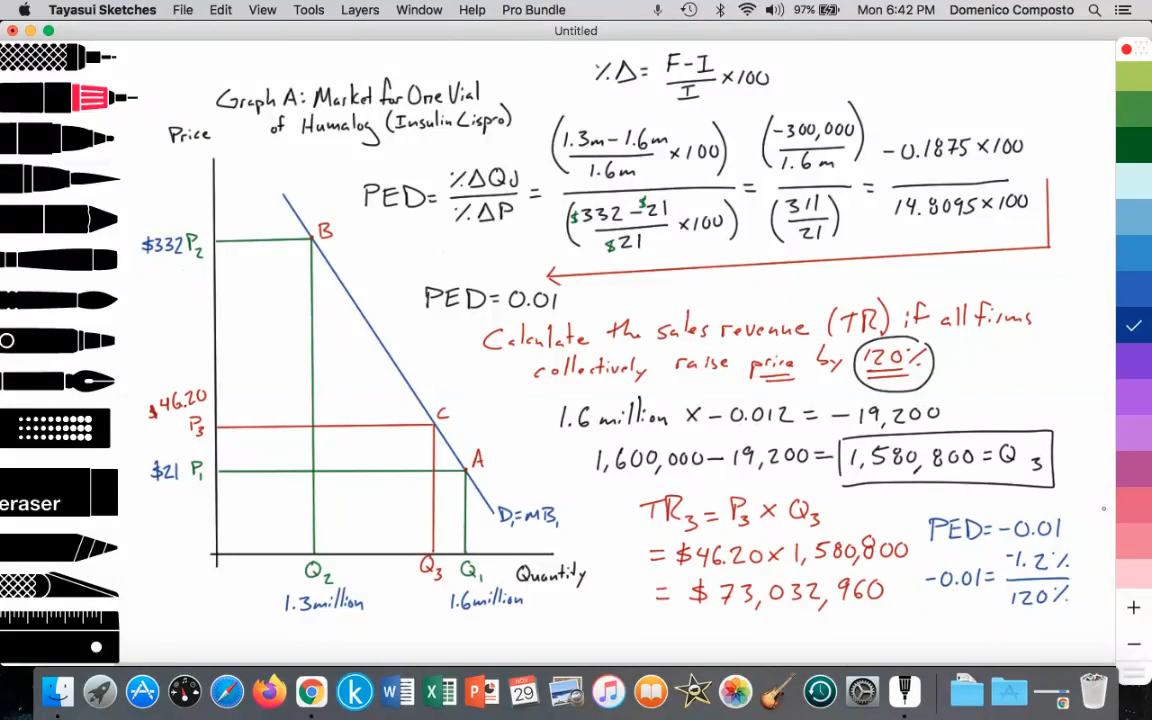 Tayasui Sketches File Edit View Tools Layers Window Help Pro Bundle 97% Mon 6:42 PM Domenico Composto
Untitled
%Δ = F-I / I × 100
Graph A: Market for One Vial
of Humalog (Insulin Lispro)
Price
PED = %ΔQd / %ΔP = (1.3m - 1.6m / 1.6m × 100) / ($332 - $21 / $21 × 100) = (-300,000 / 1.6m) / (311 / 21) = -0.1875 × 100 / 14.8095 × 100
B
$332 P2
PED = 0.01
Calculate the sales revenue (TR) if all firms
collectively raise price by 120%
$46.20
P3
C
1.6 million × -0.012 = -19,200
1,600,000 - 19,200 = 1,580,800 = Q3
$21 P1
A
D1=MB1
TR3 = P3 × Q3
= $46.20 × 1,580,800
= $73,032,960
PED = -0.01
-0.01 = -1.2% / 120%
Q2 Q3 Q1 Quantity
1.3million 1.6million
eraser
NOV
29